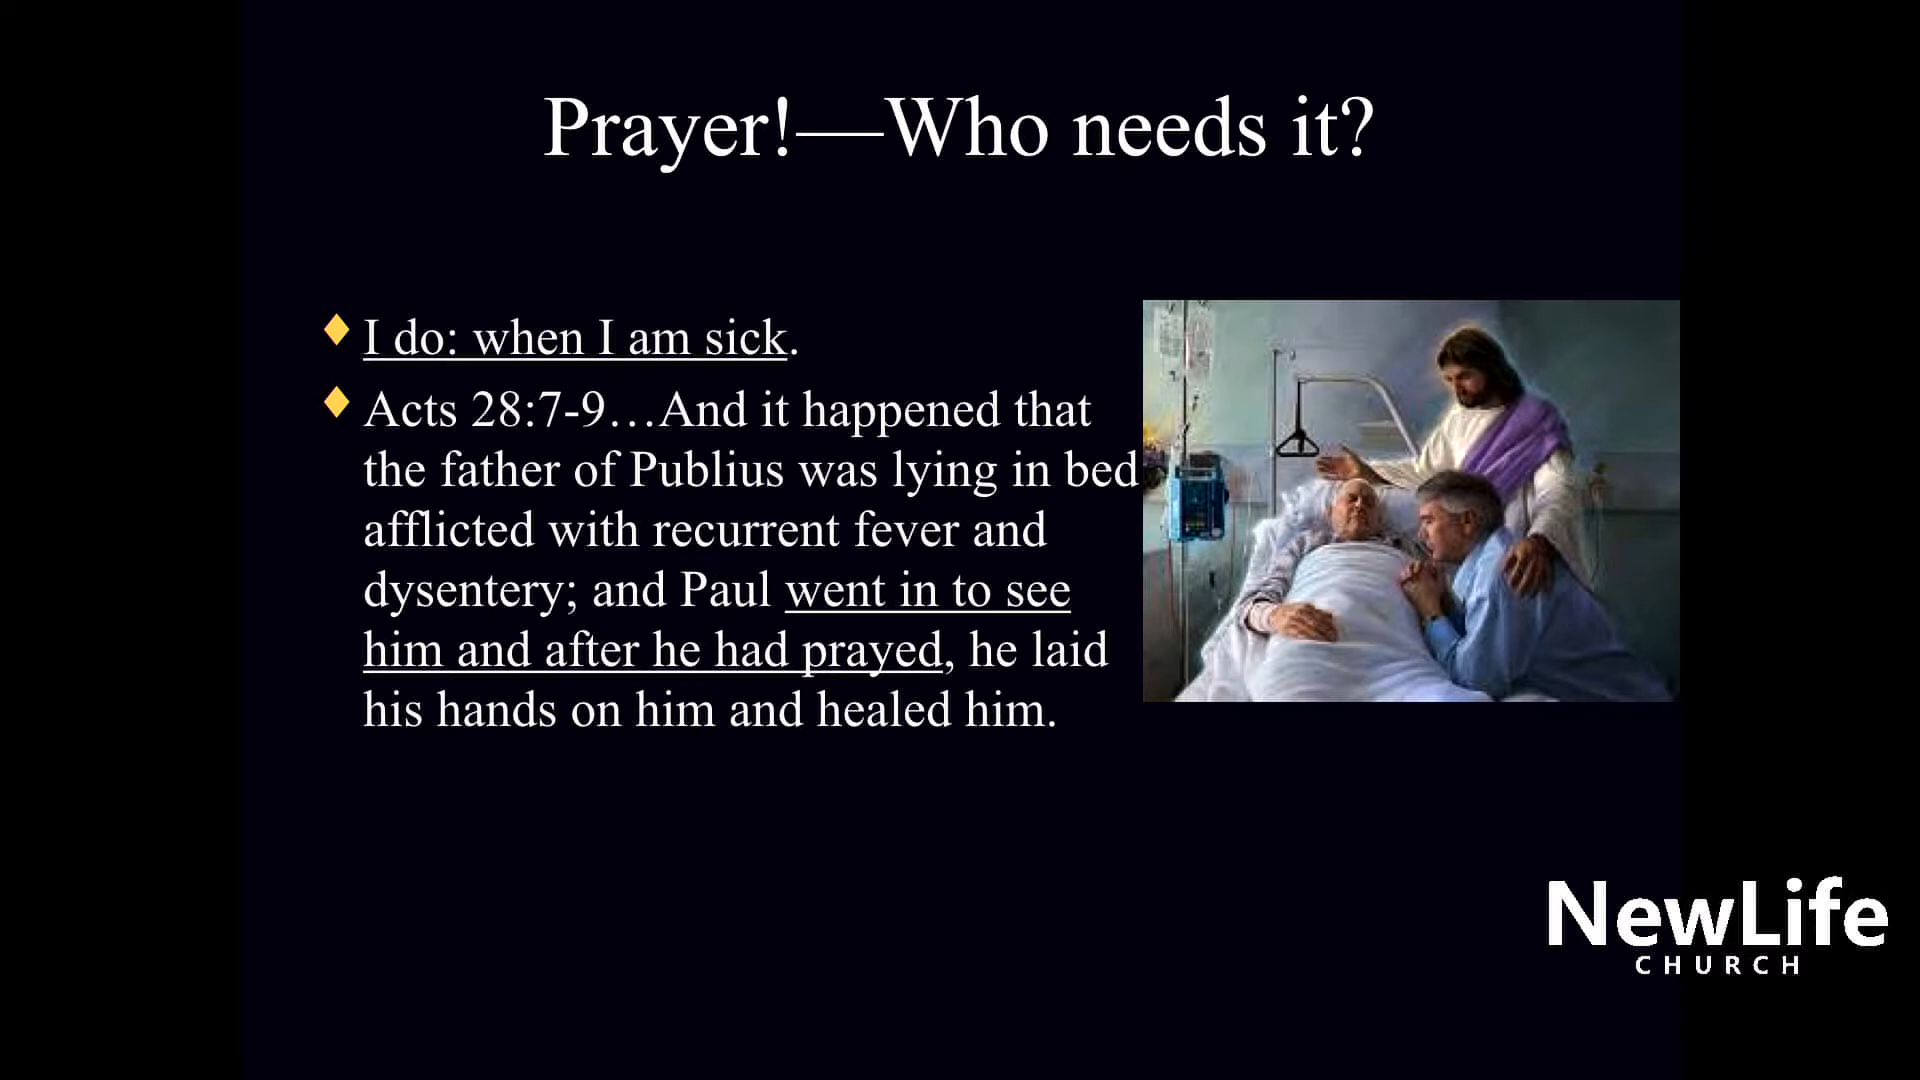 Prayer!—Who needs it?
I do: when I am sick.
Acts 28:7-9…And it happened that
the father of Publius was lying in bed
afflicted with recurrent fever and
dysentery; and Paul went in to see
him and after he had prayed, he laid
his hands on him and healed him.
NewLife
CHURCH